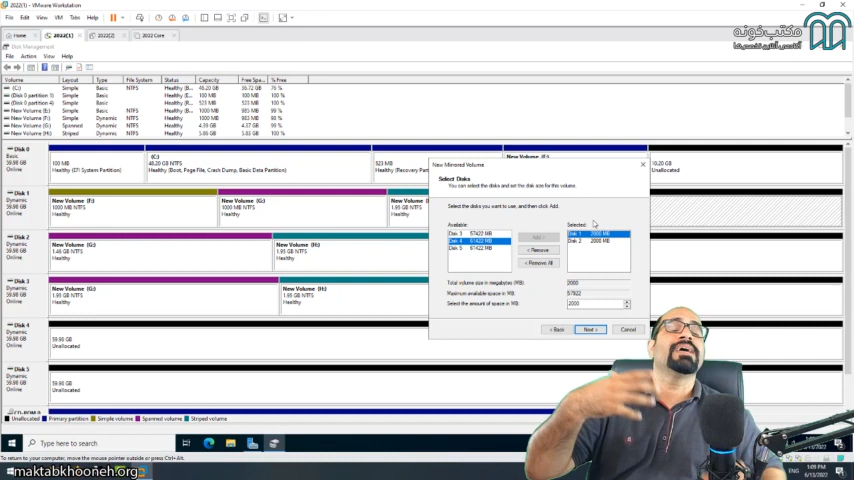 2022(1) - VMware Workstation
File Edit View VM Tabs Help
Home 2022(1) 2022(2) 2022 Core
مکتب‌خونه
Disk Management
File Action View Help
Volume Layout Type File System Status Capacity Free Spa... % Free
(C:) Simple Basic NTFS Healthy (B... 48.20 GB 36.72 GB 76 %
(Disk 0 partition 1) Simple Basic Healthy (E... 100 MB 100 MB 100 %
(Disk 0 partition 4) Simple Basic Healthy (R... 523 MB 523 MB 100 %
New Volume (E:) Simple Basic NTFS Healthy (B... 1000 MB 985 MB 99 %
New Volume (F:) Simple Dynamic NTFS Healthy 1000 MB 983 MB 98 %
New Volume (G:) Spanned Dynamic NTFS Healthy 4.39 GB 4.37 GB 99 %
New Volume (H:) Striped Dynamic NTFS Healthy 5.86 GB 5.83 GB 99 %
Disk 0
Basic
59.98 GB
Online
100 MB
Healthy (EFI System Partition)
(C:)
48.20 GB NTFS
Healthy (Boot, Page File, Crash Dump, Basic Data Partition)
523 MB
Healthy (Recovery Par
10.20 GB
Unallocated
Disk 1
Dynamic
59.98 GB
Online
New Volume (F:)
1000 MB NTFS
Healthy
New Volume (G:)
1000 MB NTFS
Healthy
New Volume (H:)
1.95 GB NTFS
Healthy
Disk 2
Dynamic
59.98 GB
Online
New Volume (G:)
1.46 GB NTFS
Healthy
New Volume (H:)
1.95 GB NTFS
Healthy
Disk 3
Dynamic
59.98 GB
Online
New Volume (G:)
1.95 GB NTFS
Healthy
New Volume (H:)
1.95 GB NTFS
Healthy
Disk 4
Dynamic
59.98 GB
Online
59.98 GB
Unallocated
Disk 5
Dynamic
59.98 GB
Online
59.98 GB
Unallocated
CD-ROM 0
Unallocated Primary partition Simple volume Spanned volume Striped volume
New Mirrored Volume
Select Disks
You can select the disks and set the disk size for this volume.
Select the disks you want to use, and then click Add.
Available:
Disk 3 57422 MB
Disk 4 61422 MB
Disk 5 61422 MB
Add >
< Remove
< Remove All
Selected:
Disk 1 2000 MB
Disk 2 2000 MB
Total volume size in megabytes (MB): 2000
Maximum available space in MB: 57922
Select the amount of space in MB: 2000
< Back Next > Cancel
Type here to search
To return to your computer, move the mouse pointer outside or press Ctrl+Alt.
maktabkhooneh.org
ENG
1:09 PM
6/13/2022